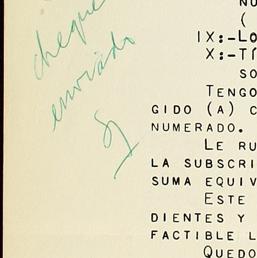 cheque
enviado
NU
(
IX:-LO
X:-TÍ
SO
TENGO
GIDO (A) C
NUMERADO.
LE RU
LA SUBSCRI
SUMA EQUIV
ESTE
DIENTES Y
FACTIBLE L
QUEDO